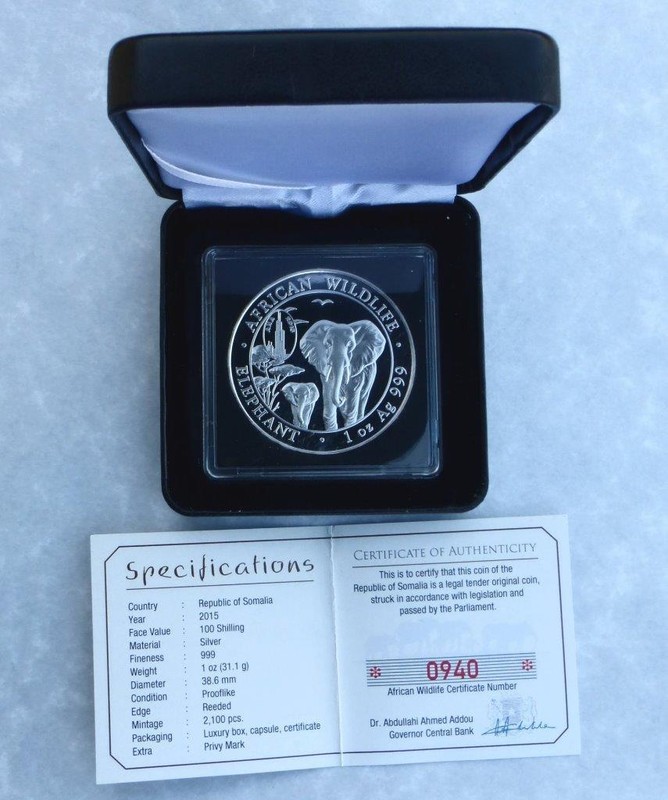 AFRICAN WILDLIFE
ELEPHANT
1 oz Ag 999
Specifications
Country : Republic of Somalia
Year : 2015
Face Value : 100 Shilling
Material : Silver
Fineness : 999
Weight : 1 oz (31.1 g)
Diameter : 38.6 mm
Condition : Prooflike
Edge : Reeded
Mintage : 2,100 pcs.
Packaging : Luxury box, capsule, certificate
Extra : Privy Mark
CERTIFICATE OF AUTHENTICITY
This is to certify that this coin of the
Republic of Somalia is a legal tender original coin,
struck in accordance with legislation and
passed by the Parliament.
* 0940 *
African Wildlife Certificate Number
Dr. Abdullahi Ahmed Addou
Governor Central Bank